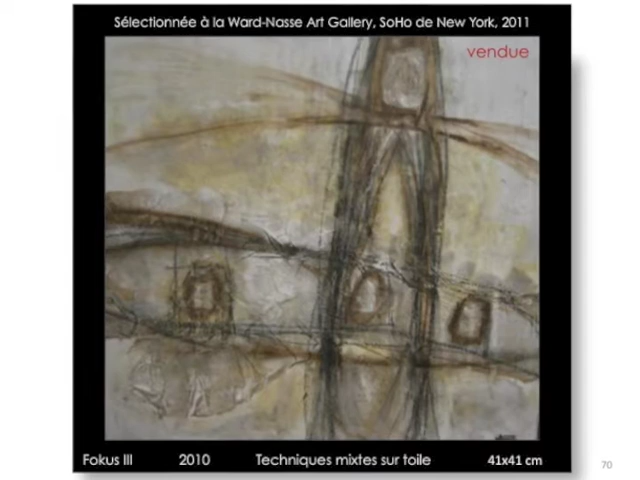 Sélectionnée à la Ward-Nasse Art Gallery, SoHo de New York, 2011
vendue
Fokus III 2010 Techniques mixtes sur toile 41x41 cm
70